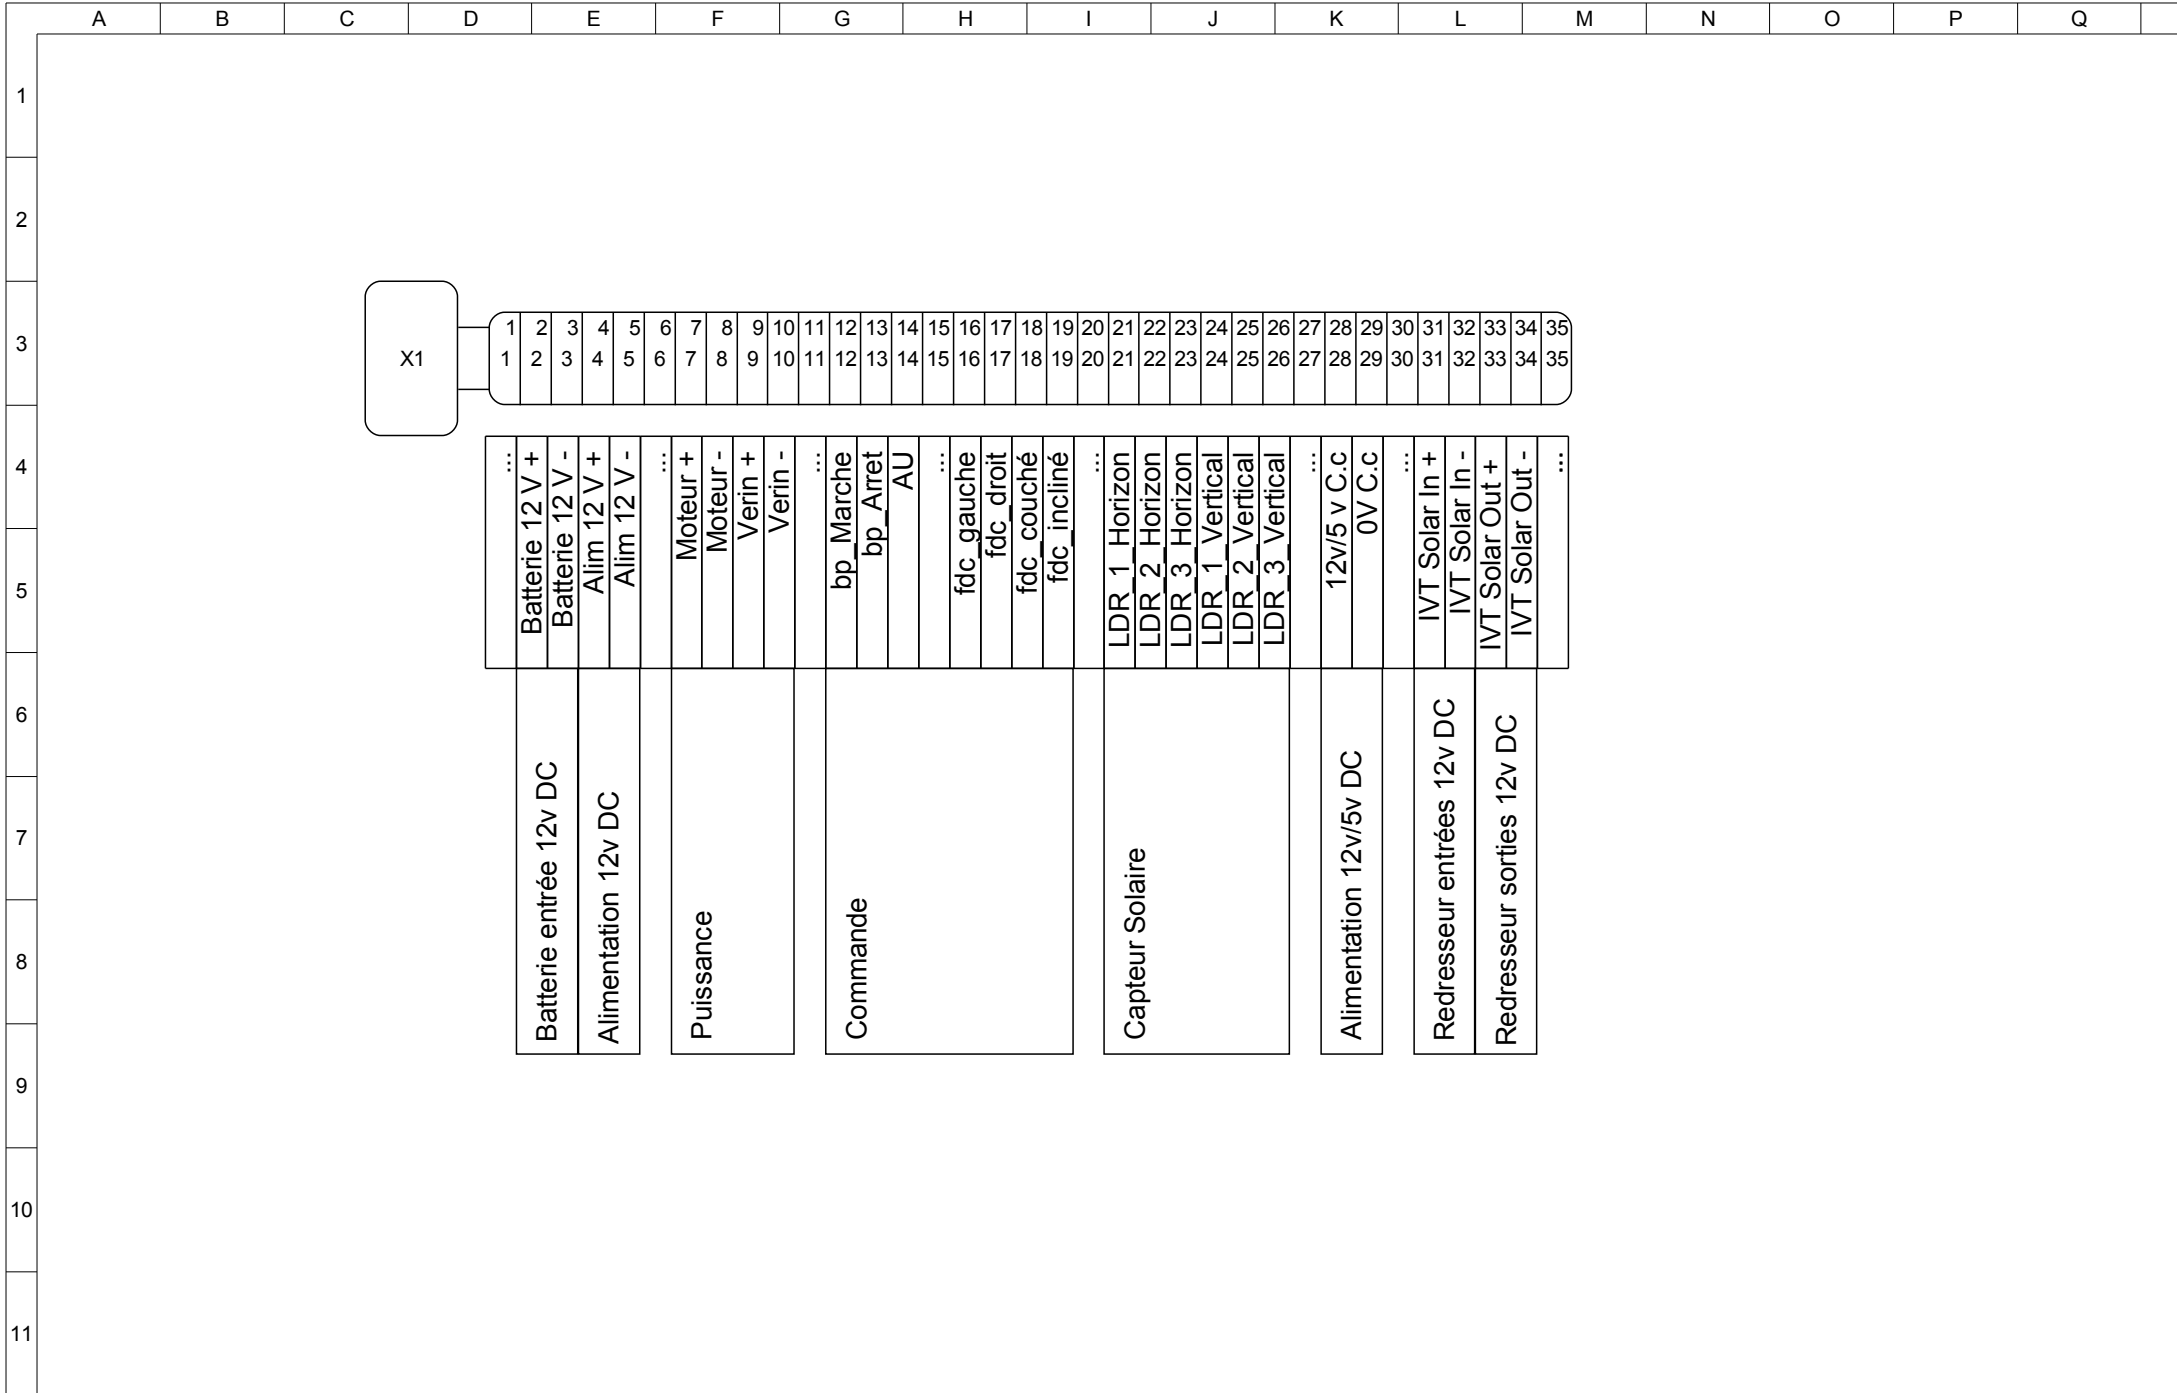 A B C D E F G H I J K L M N O P Q
1
2
3
4
5
6
7
8
9
10
11
X1
1 2 3 4 5 6 7 8 9 10 11 12 13 14 15 16 17 18 19 20 21 22 23 24 25 26 27 28 29 30 31 32 33 34 35
1 2 3 4 5 6 7 8 9 10 11 12 13 14 15 16 17 18 19 20 21 22 23 24 25 26 27 28 29 30 31 32 33 34 35
...
Batterie 12 V +
Batterie 12 V -
Alim 12 V +
Alim 12 V -
...
Moteur +
Moteur -
Verin +
Verin -
...
bp_Marche
bp_Arret
AU
...
fdc_gauche
fdc_droit
fdc_couché
fdc_incliné
...
LDR_1_Horizon
LDR_2_Horizon
LDR_3_Horizon
LDR_1_Vertical
LDR_2_Vertical
LDR_3_Vertical
...
12v/5 v C.c
0V C.c
...
IVT Solar In +
IVT Solar In -
IVT Solar Out +
IVT Solar Out -
...
Batterie entrée 12v DC
Alimentation 12v DC
Puissance
Commande
Capteur Solaire
Alimentation 12v/5v DC
Redresseur entrées 12v DC
Redresseur sorties 12v DC